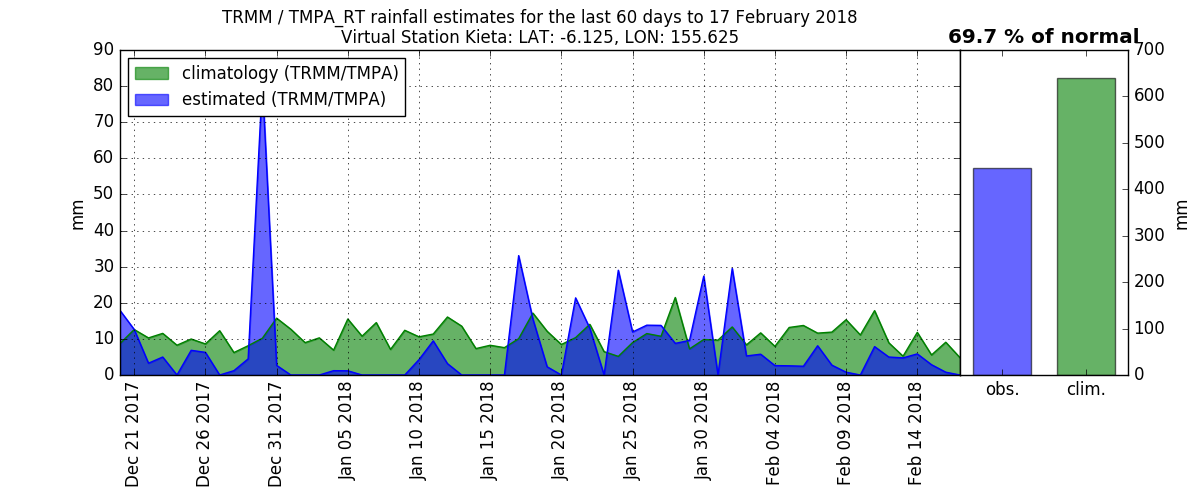 TRMM / TMPA_RT rainfall estimates for the last 60 days to 17 February 2018
Virtual Station Kieta: LAT: -6.125, LON: 155.625
69.7 % of normal
climatology (TRMM/TMPA)
estimated (TRMM/TMPA)
mm
90
80
70
60
50
40
30
20
10
0
Dec 21 2017
Dec 26 2017
Dec 31 2017
Jan 05 2018
Jan 10 2018
Jan 15 2018
Jan 20 2018
Jan 25 2018
Jan 30 2018
Feb 04 2018
Feb 09 2018
Feb 14 2018
obs.
clim.
700
600
500
400
300
200
100
0
mm